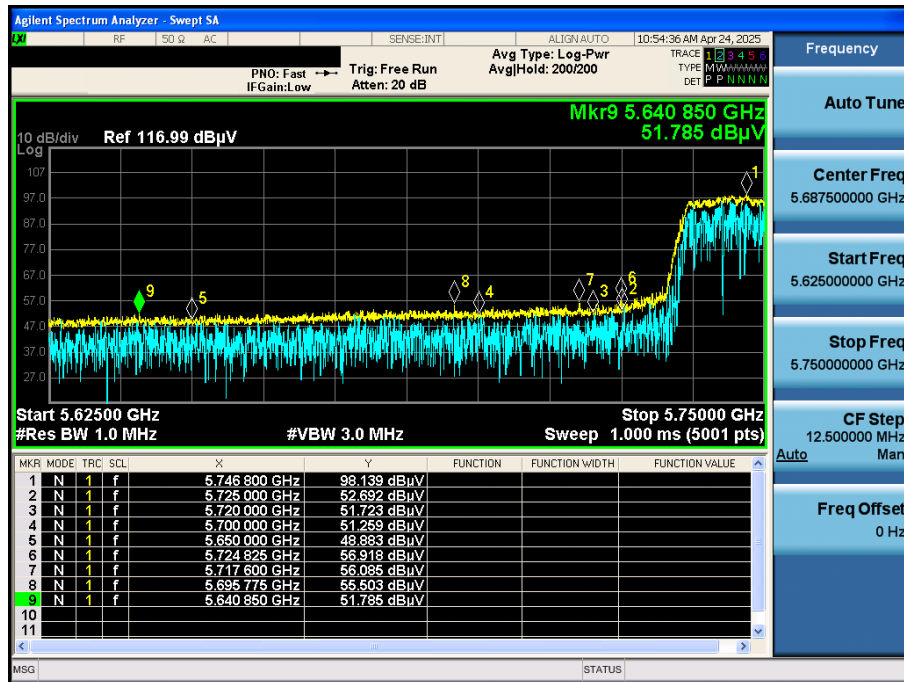 Agilent Spectrum Analyzer - Swept SA
LXI RF 50 Ω AC SENSE:INT ALIGN AUTO 10:54:36 AM Apr 24, 2025
PNO: Fast Trig: Free Run Avg Type: Log-Pwr TRACE 1 2 3 4 5 6
IFGain:Low Atten: 20 dB Avg|Hold: 200/200 TYPE M W W W W W
DET P P N N N N
Mkr9 5.640 850 GHz
51.785 dBµV
10 dB/div Ref 116.99 dBµV
Log
107
97.0
87.0
77.0
67.0
57.0
47.0
37.0
27.0
1
9 5 8 4 7 3 6 2
Start 5.62500 GHz Stop 5.75000 GHz
#Res BW 1.0 MHz #VBW 3.0 MHz Sweep 1.000 ms (5001 pts)
MKR MODE TRC SCL X Y FUNCTION FUNCTION WIDTH FUNCTION VALUE
1 N 1 f 5.746 800 GHz 98.139 dBµV
2 N 1 f 5.725 000 GHz 52.692 dBµV
3 N 1 f 5.720 000 GHz 51.723 dBµV
4 N 1 f 5.700 000 GHz 51.259 dBµV
5 N 1 f 5.650 000 GHz 48.883 dBµV
6 N 1 f 5.724 825 GHz 56.918 dBµV
7 N 1 f 5.717 600 GHz 56.085 dBµV
8 N 1 f 5.695 775 GHz 55.503 dBµV
9 N 1 f 5.640 850 GHz 51.785 dBµV
10
11
MSG STATUS
Frequency
Auto Tune
Center Freq
5.687500000 GHz
Start Freq
5.625000000 GHz
Stop Freq
5.750000000 GHz
CF Step
12.500000 MHz
Auto Man
Freq Offset
0 Hz